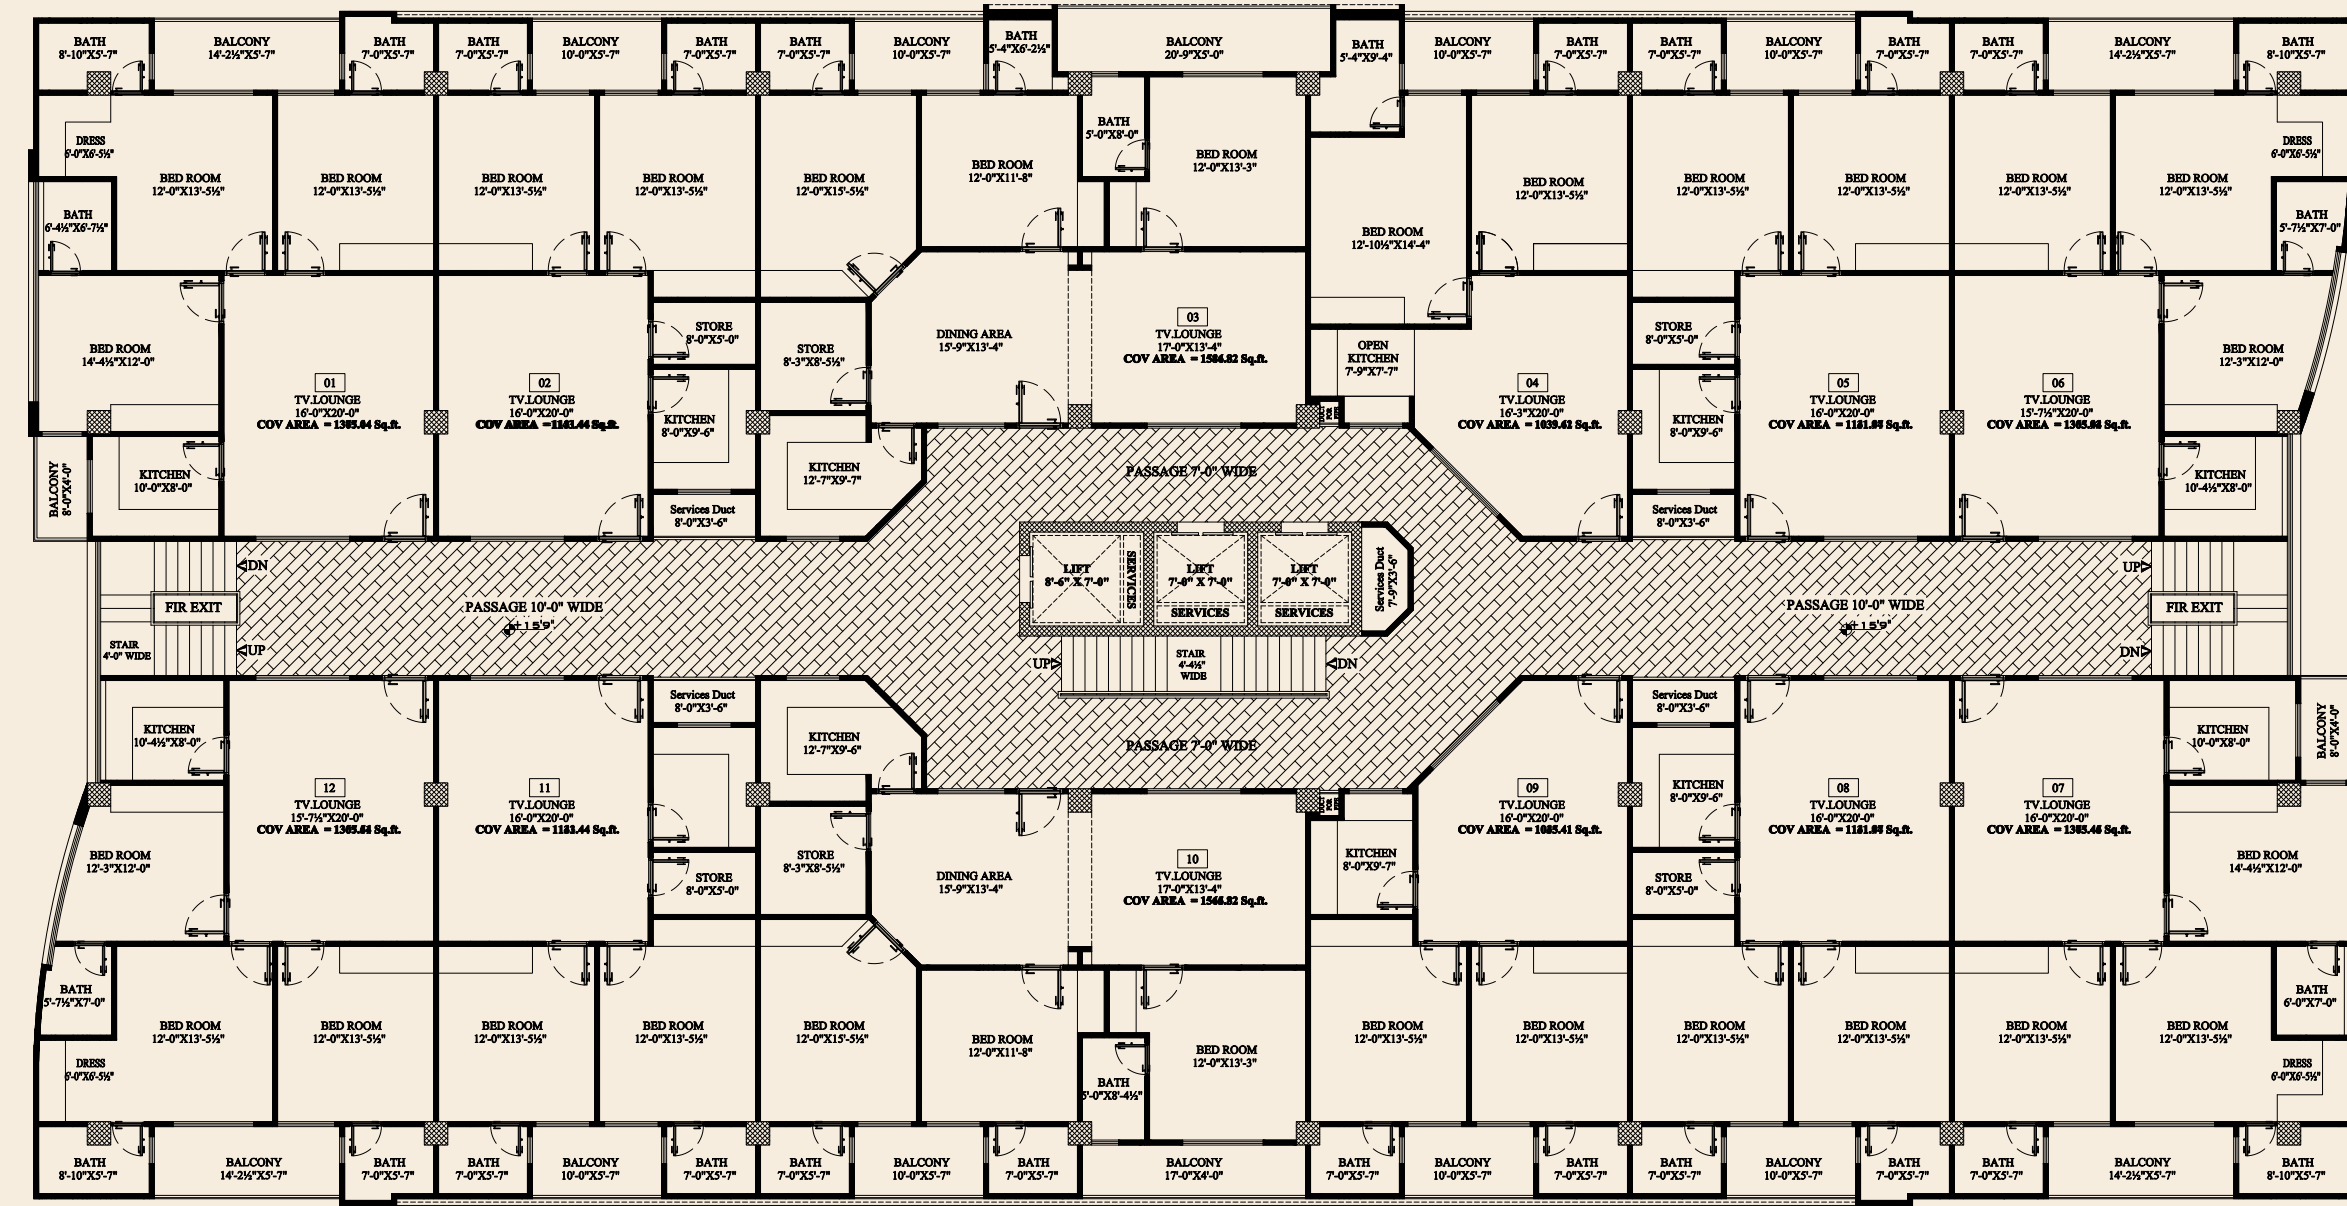 BATH
8'-10"X5'-7"
BALCONY
14'-2½"X5'-7"
BATH
7'-0"X5'-7"
BATH
7'-0"X5'-7"
BALCONY
10'-0"X5'-7"
BATH
7'-0"X5'-7"
BATH
7'-0"X5'-7"
BALCONY
10'-0"X5'-7"
BATH
5'-4"X6'-2½"
BALCONY
20'-9"X5'-0"
BATH
5'-4"X9'-4"
BALCONY
10'-0"X5'-7"
BATH
7'-0"X5'-7"
BATH
7'-0"X5'-7"
BALCONY
10'-0"X5'-7"
BATH
7'-0"X5'-7"
BATH
7'-0"X5'-7"
BALCONY
14'-2½"X5'-7"
BATH
8'-10"X5'-7"
DRESS
6'-0"X6'-5½"
BED ROOM
12'-0"X13'-5½"
BED ROOM
12'-0"X13'-5½"
BED ROOM
12'-0"X13'-5½"
BED ROOM
12'-0"X13'-5½"
BED ROOM
12'-0"X15'-5½"
BED ROOM
12'-0"X11'-8"
BATH
5'-0"X8'-0"
BED ROOM
12'-0"X13'-3"
BED ROOM
12'-10½"X14'-4"
BED ROOM
12'-0"X13'-5½"
BED ROOM
12'-0"X13'-5½"
BED ROOM
12'-0"X13'-5½"
BED ROOM
12'-0"X13'-5½"
BED ROOM
12'-0"X13'-5½"
DRESS
6'-0"X6'-5½"
BATH
6'-4½"X6'-7½"
BATH
5'-7½"X7'-0"
BED ROOM
14'-4½"X12'-0"
01
TV.LOUNGE
16'-0"X20'-0"
COV AREA =
02
TV.LOUNGE
16'-0"X20'-0"
COV AREA =
STORE
8'-0"X5'-0"
KITCHEN
8'-0"X9'-6"
Services Duct
8'-0"X3'-6"
STORE
8'-3"X8'-5½"
KITCHEN
12'-7"X9'-7"
DINING AREA
15'-9"X13'-4"
03
TV.LOUNGE
17'-0"X13'-4"
COV AREA =
OPEN
KITCHEN
7'-9"X7'-7"
04
TV.LOUNGE
16'-3"X20'-0"
COV AREA = 1039.62 Sq.ft.
STORE
8'-0"X5'-0"
KITCHEN
8'-0"X9'-6"
Services Duct
8'-0"X3'-6"
05
TV.LOUNGE
16'-0"X20'-0"
COV AREA =
06
TV.LOUNGE
15'-7½"X20'-0"
COV AREA =
BED ROOM
12'-3"X12'-0"
BALCONY
8'-0"X4'-0"
KITCHEN
10'-0"X8'-0"
KITCHEN
10'-4½"X8'-0"
PASSAGE 7'-0" WIDE
DN
FIR EXIT
UP
STAIR
4'-0" WIDE
PASSAGE 10'-0" WIDE
+15'9"
LIFT
8'-6" X 7'-0"
SERVICES
LIFT
7'-0" X 7'-0"
SERVICES
LIFT
7'-0" X 7'-0"
SERVICES
Services Duct
7'-9"X3'-6"
UP
STAIR
4'-4½"
WIDE
DN
PASSAGE 10'-0" WIDE
+15'9"
UP
FIR EXIT
DN
PASSAGE 7'-0" WIDE
KITCHEN
10'-4½"X8'-0"
Services Duct
8'-0"X3'-6"
KITCHEN
12'-7"X9'-6"
Services Duct
8'-0"X3'-6"
KITCHEN
10'-0"X8'-0"
BALCONY
8'-0"X4'-0"
12
TV.LOUNGE
15'-7½"X20'-0"
COV AREA =
11
TV.LOUNGE
16'-0"X20'-0"
COV AREA =
STORE
8'-0"X5'-0"
STORE
8'-3"X8'-5½"
DINING AREA
15'-9"X13'-4"
10
TV.LOUNGE
17'-0"X13'-4"
COV AREA =
KITCHEN
8'-0"X9'-7"
09
TV.LOUNGE
16'-0"X20'-0"
COV AREA =
KITCHEN
8'-0"X9'-6"
STORE
8'-0"X5'-0"
08
TV.LOUNGE
16'-0"X20'-0"
COV AREA =
07
TV.LOUNGE
16'-0"X20'-0"
COV AREA =
BED ROOM
12'-3"X12'-0"
BED ROOM
14'-4½"X12'-0"
BATH
5'-7½"X7'-0"
BATH
6'-0"X7'-0"
BED ROOM
12'-0"X13'-5½"
BED ROOM
12'-0"X13'-5½"
BED ROOM
12'-0"X13'-5½"
BED ROOM
12'-0"X13'-5½"
BED ROOM
12'-0"X15'-5½"
BED ROOM
12'-0"X11'-8"
BATH
5'-0"X8'-4½"
BED ROOM
12'-0"X13'-3"
BED ROOM
12'-0"X13'-5½"
BED ROOM
12'-0"X13'-5½"
BED ROOM
12'-0"X13'-5½"
BED ROOM
12'-0"X13'-5½"
BED ROOM
12'-0"X13'-5½"
BED ROOM
12'-0"X13'-5½"
DRESS
6'-0"X6'-5½"
DRESS
6'-0"X6'-5½"
BATH
8'-10"X5'-7"
BALCONY
14'-2½"X5'-7"
BATH
7'-0"X5'-7"
BATH
7'-0"X5'-7"
BALCONY
10'-0"X5'-7"
BATH
7'-0"X5'-7"
BATH
7'-0"X5'-7"
BALCONY
10'-0"X5'-7"
BATH
7'-0"X5'-7"
BALCONY
17'-0"X4'-0"
BATH
7'-0"X5'-7"
BALCONY
10'-0"X5'-7"
BATH
7'-0"X5'-7"
BATH
7'-0"X5'-7"
BALCONY
10'-0"X5'-7"
BATH
7'-0"X5'-7"
BATH
7'-0"X5'-7"
BALCONY
14'-2½"X5'-7"
BATH
8'-10"X5'-7"